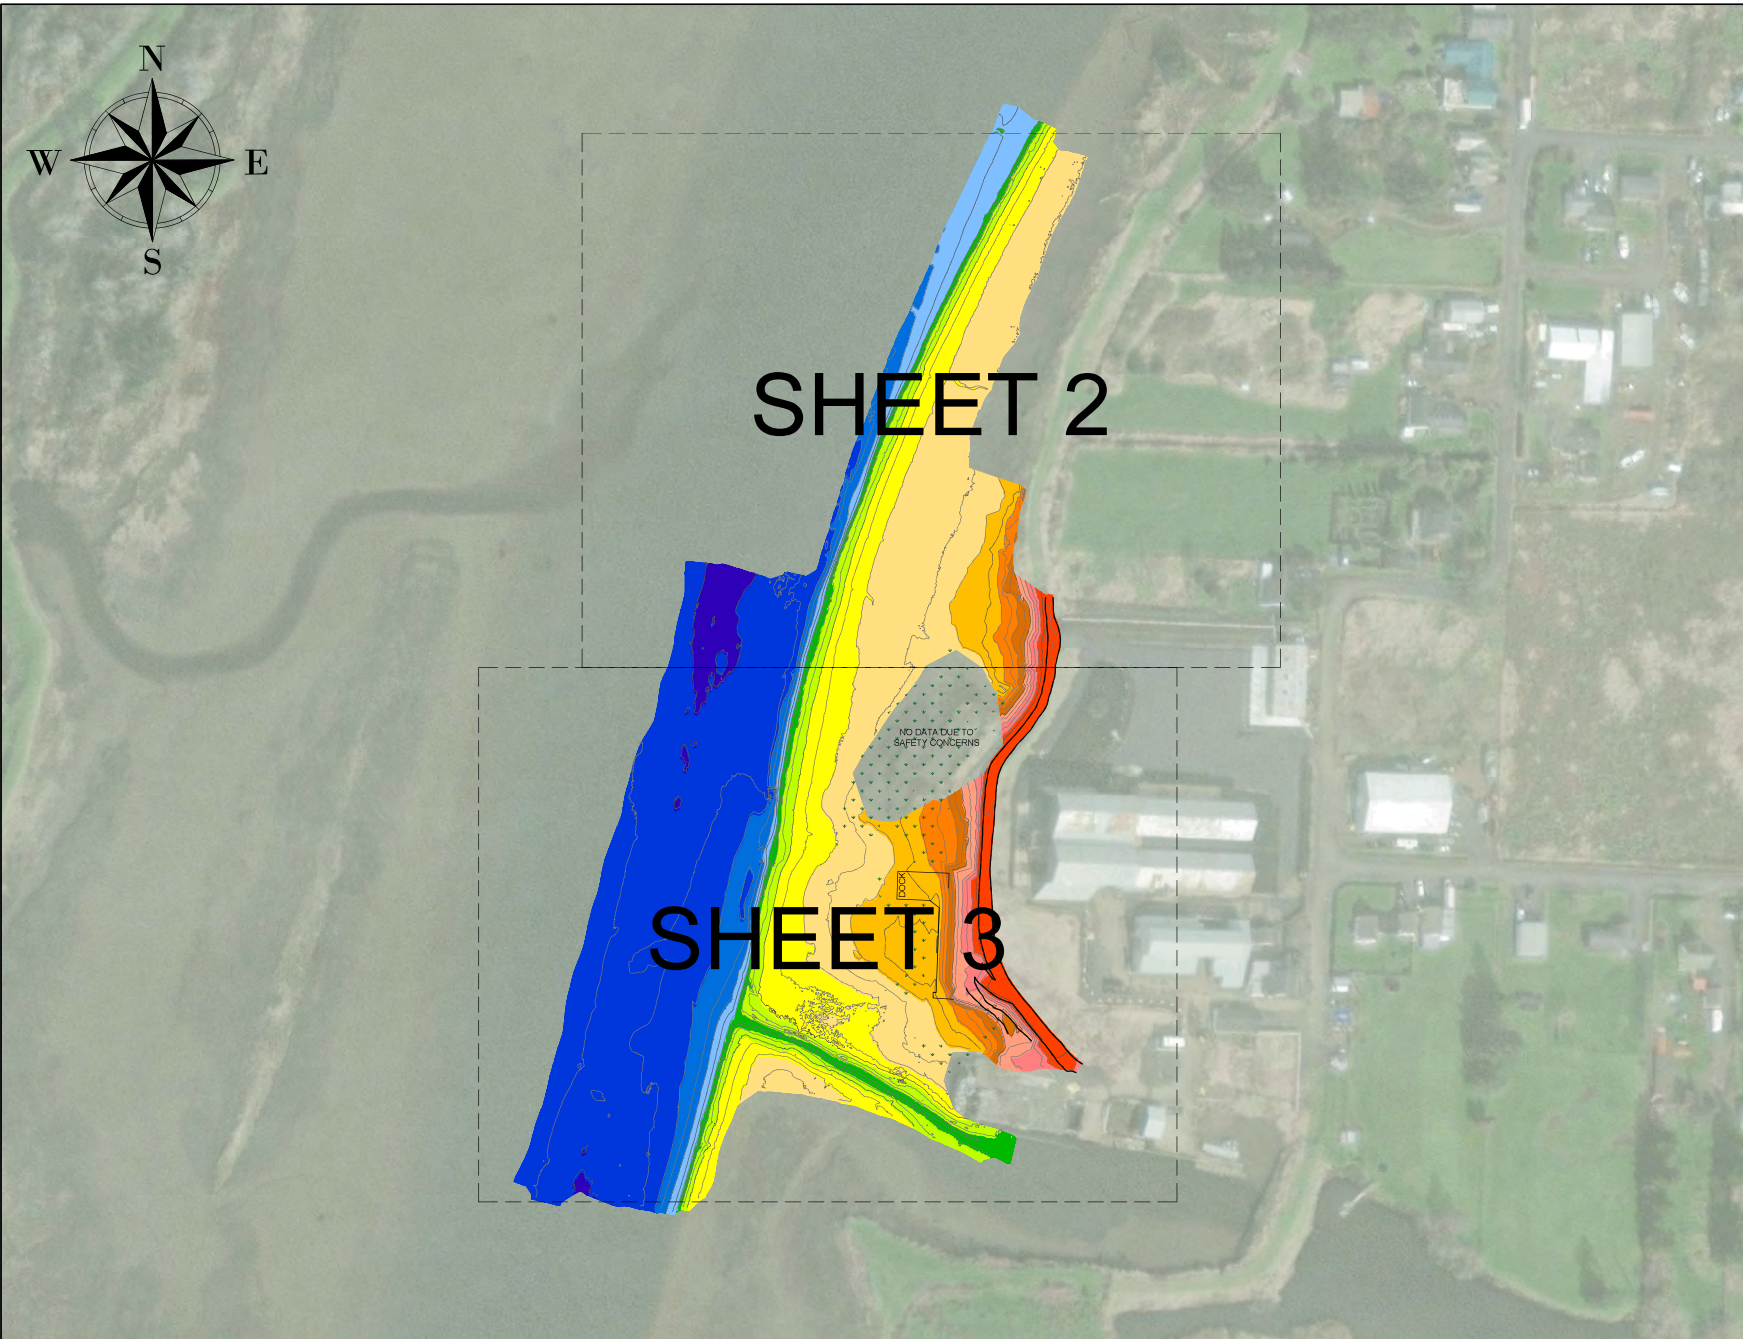 N
W E
S
SHEET 2
NO DATA DUE TO
SAFETY CONCERNS
DOCK
SHEET 3